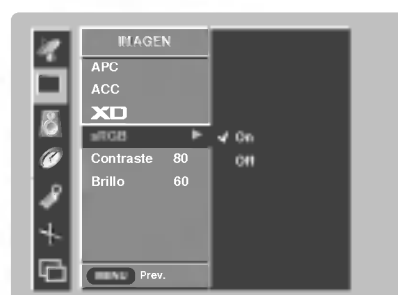 IMAGEN
APC
ACC
XD
sRGB
On
Off
Contraste 80
Brillo 60
MENU Prev.